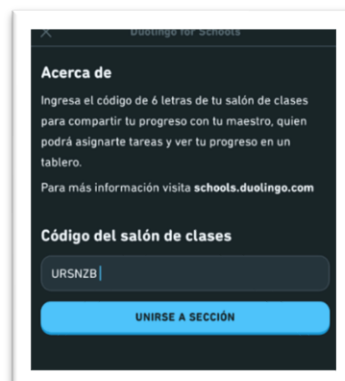 Duolingo for Schools
Acerca de
Ingresa el código de 6 letras de tu salón de clases
para compartir tu progreso con tu maestro, quien
podrá asignarte tareas y ver tu progreso en un
tablero.
Para más información visita schools.duolingo.com
Código del salón de clases
URSNZB
UNIRSE A SECCIÓN